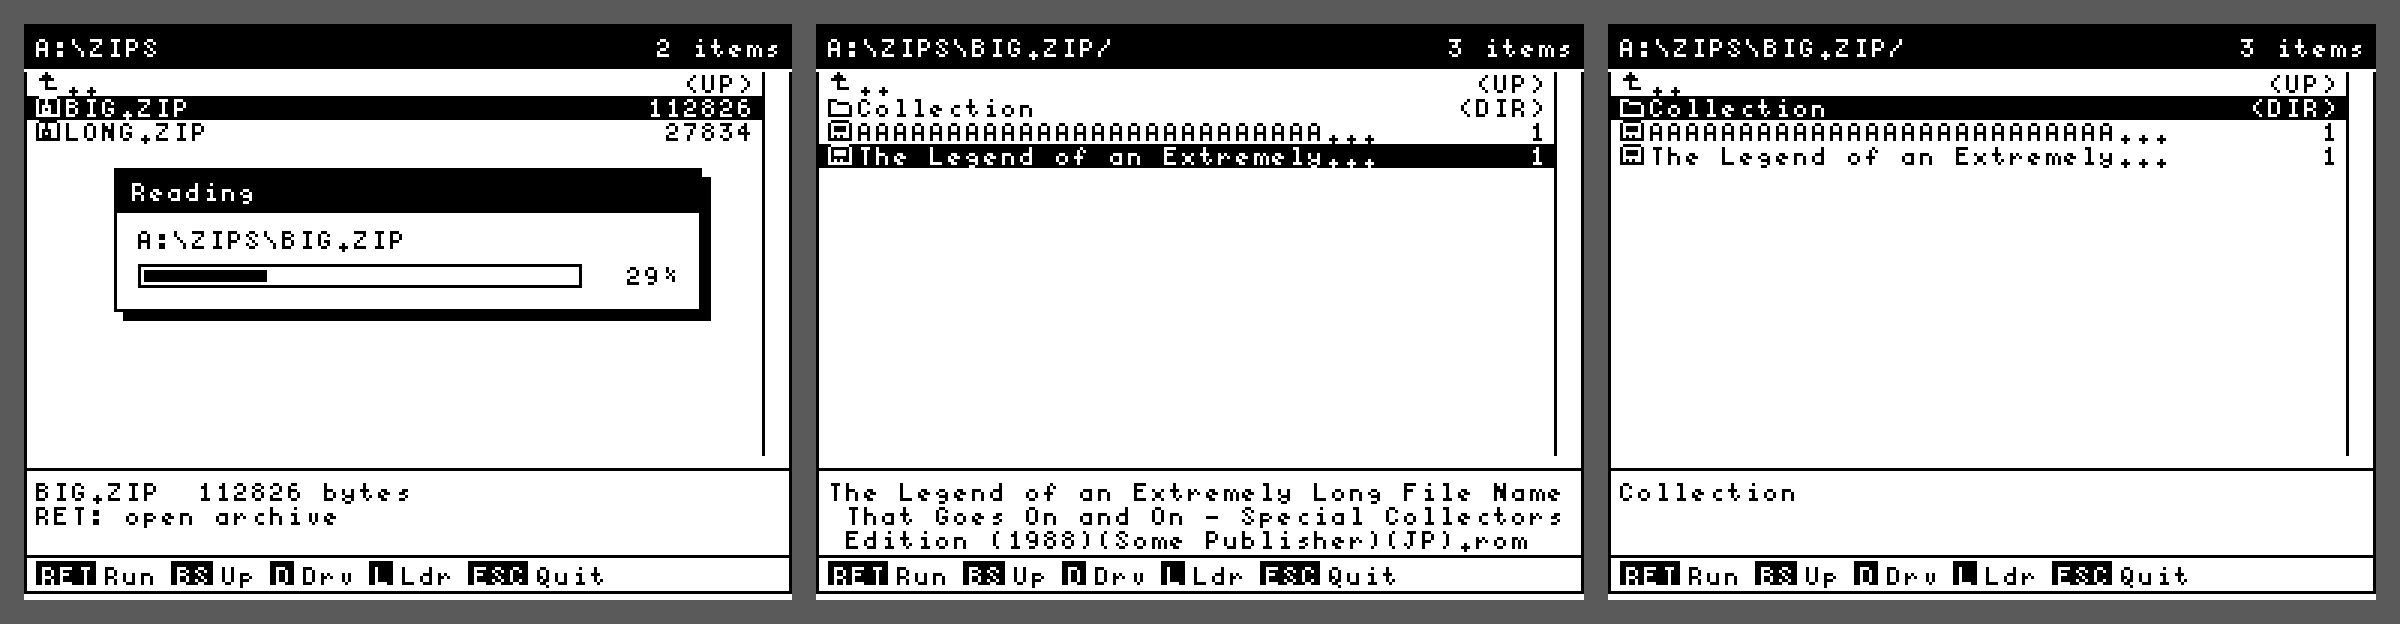 A:\ZIPS 2 items
.. <UP>
BIG.ZIP 112826
LONG.ZIP 27834
Reading
A:\ZIPS\BIG.ZIP
29%
BIG.ZIP 112826 bytes
RET: open archive
RET Run BS Up D Drv L Ldr ESC Quit
A:\ZIPS\BIG.ZIP/ 3 items
.. <UP>
Collection <DIR>
AAAAAAAAAAAAAAAAAAAAAAAAAA... 1
The Legend of an Extremely... 1
The Legend of an Extremely Long File Name
That Goes On and On - Special Collectors
Edition (1988)(Some Publisher)(JP).rom
RET Run BS Up D Drv L Ldr ESC Quit
A:\ZIPS\BIG.ZIP/ 3 items
.. <UP>
Collection <DIR>
AAAAAAAAAAAAAAAAAAAAAAAAAA... 1
The Legend of an Extremely... 1
Collection
RET Run BS Up D Drv L Ldr ESC Quit